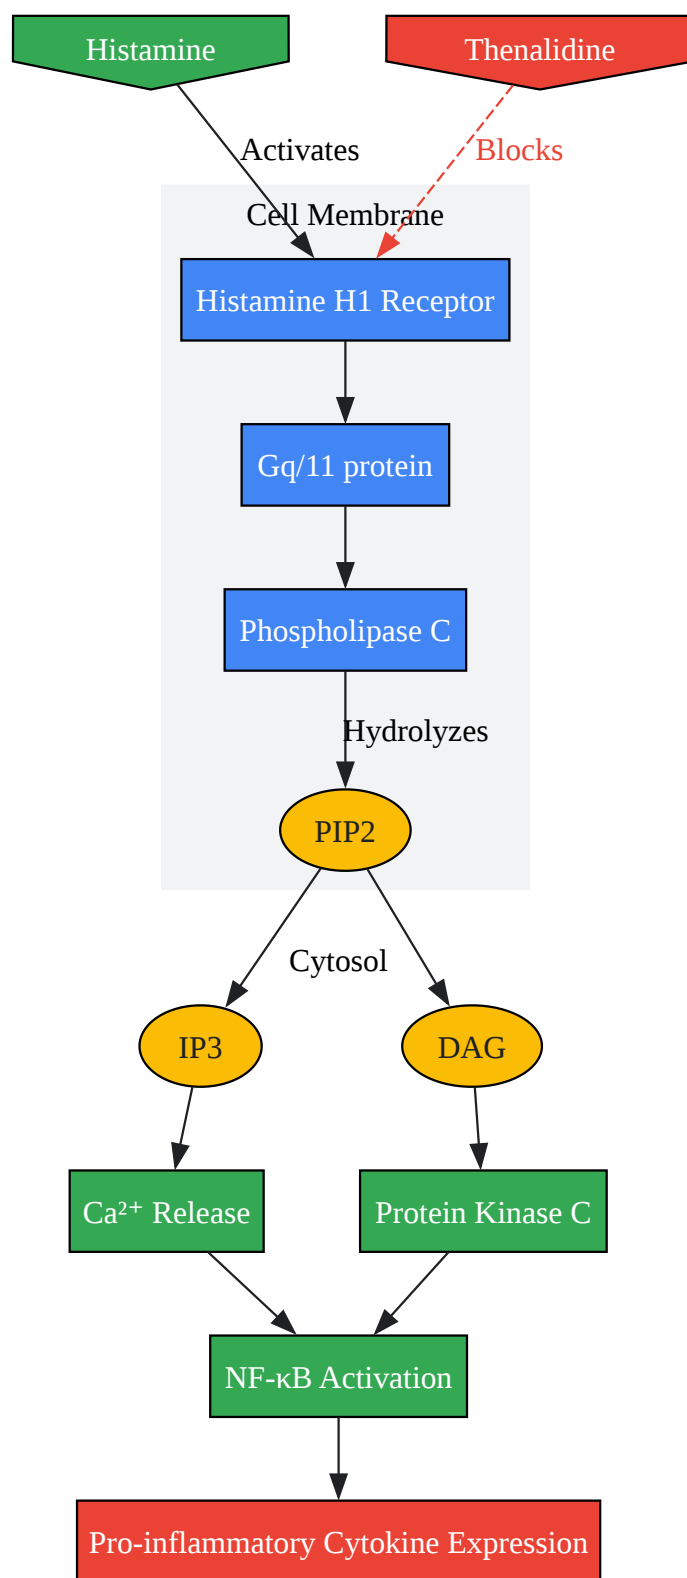 Histamine
Thenalidine
Activates
Blocks
Cell Membrane
Histamine H1 Receptor
Gq/11 protein
Phospholipase C
Hydrolyzes
PIP2
Cytosol
IP3
DAG
Ca²⁺ Release
Protein Kinase C
NF-κB Activation
Pro-inflammatory Cytokine Expression